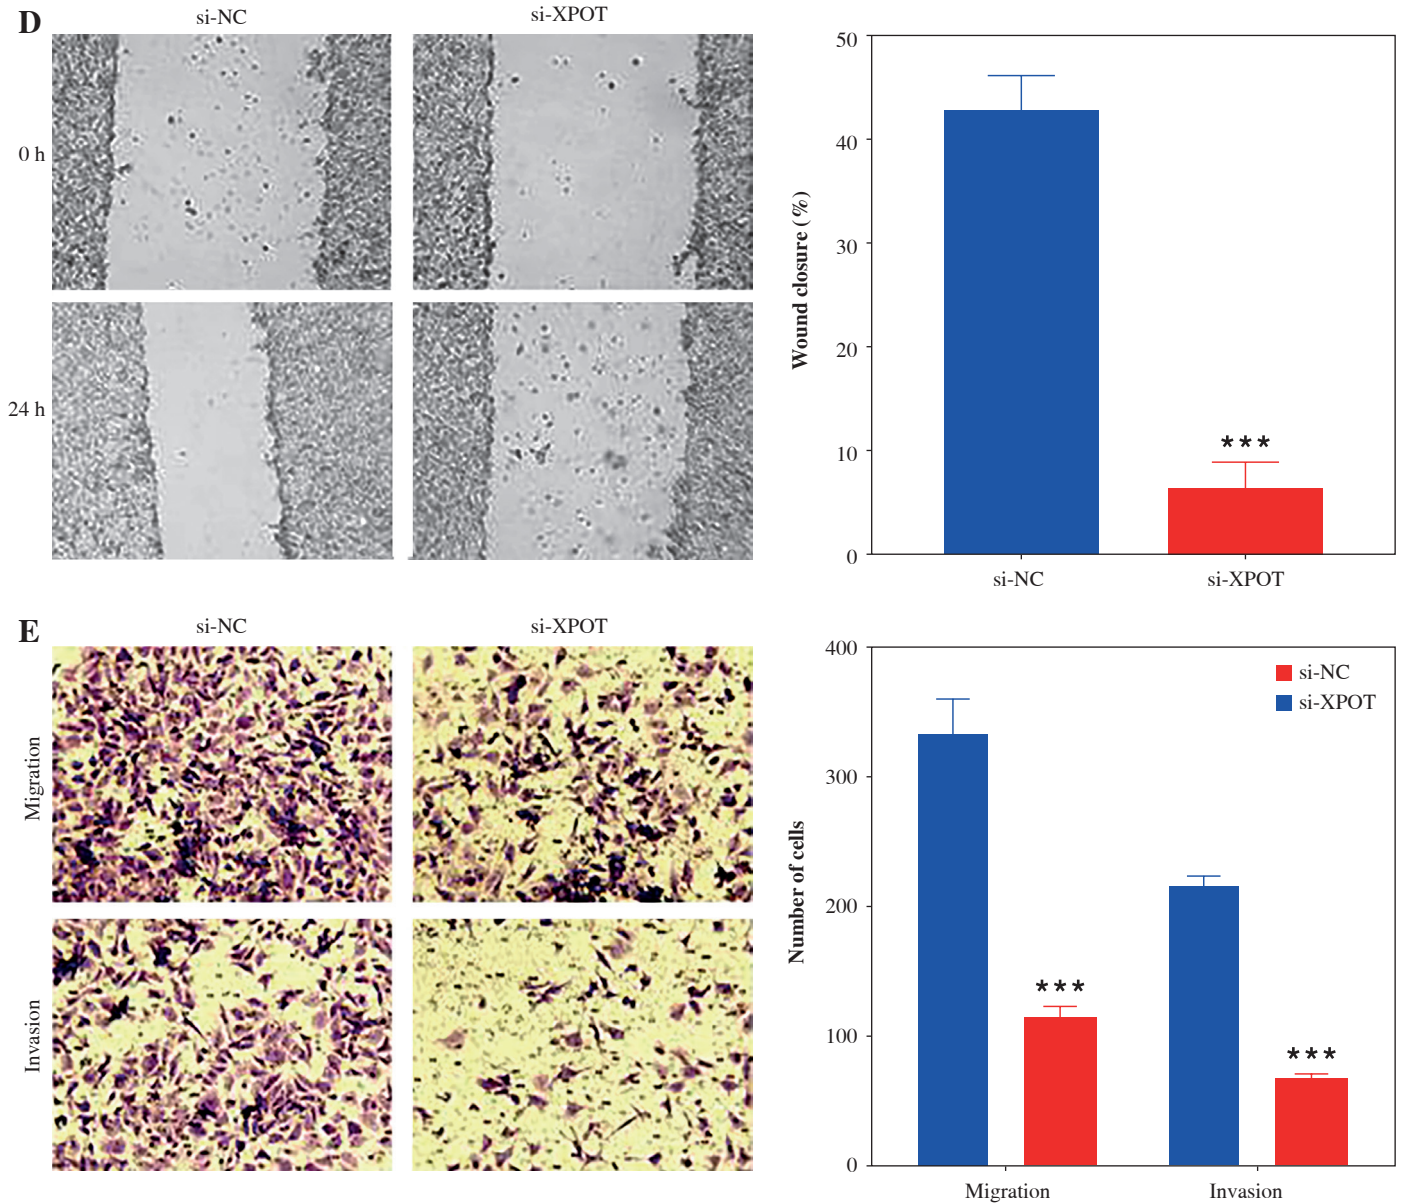 D
si-NC
si-XPOT
0 h
24 h
Wound closure (%)
50
40
30
20
10
0
***
si-NC
si-XPOT
E
si-NC
si-XPOT
Migration
Invasion
Number of cells
400
300
200
100
0
si-NC
si-XPOT
***
***
Migration
Invasion